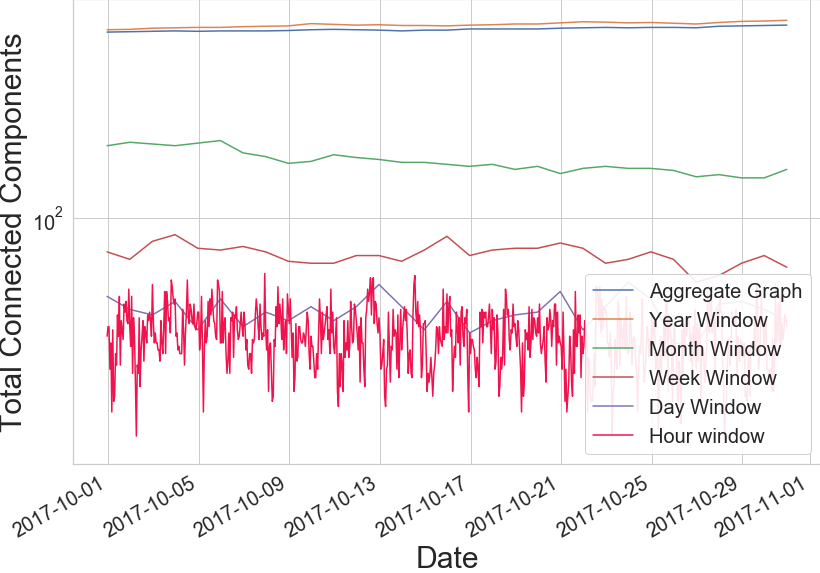 Total Connected Components
10²
Aggregate Graph
Year Window
Month Window
Week Window
Day Window
Hour window
2017-10-01
2017-10-05
2017-10-09
2017-10-13
2017-10-17
2017-10-21
2017-10-25
2017-10-29
2017-11-01
Date